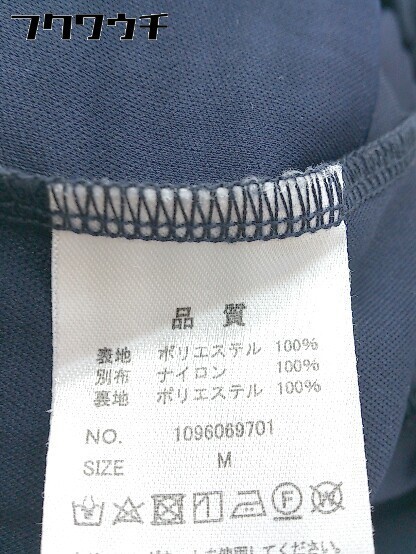 フクワウチ
品 質
表地 ポリエステル 100%
別布 ナイロン 100%
裏地 ポリエステル 100%
NO. 1096069701
SIZE M